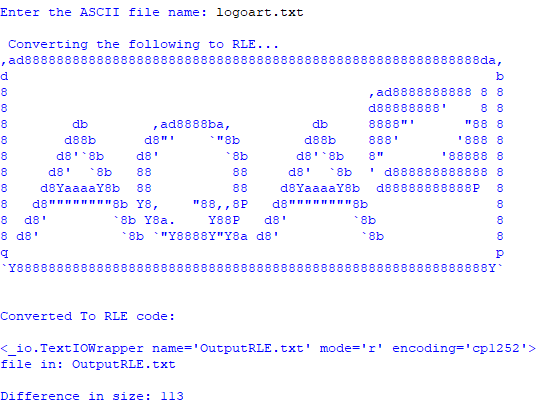 Enter the ASCII file name: logoart.txt
 Converting the following to RLE...
,ad888888888888888888888888888888888888888888888888888888888da,
d                                                             b
8                                             ,ad8888888888 8 8
8                                             d88888888'    8 8
8        db        ,ad8888ba,          db     8888"'      "88 8
8       d88b      d8"'    `"8b        d88b    888'       '888 8
8      d8'`8b    d8'        `8b      d8'`8b   8"       '88888 8
8     d8'  `8b   88          88     d8'  `8b  ' d888888888888 8
8    d8YaaaaY8b  88          88    d8YaaaaY8b  d88888888888P  8
8   d8""""""""8b Y8,    "88,,8P   d8""""""""8b                8
8  d8'        `8b Y8a.    Y88P   d8'        `8b               8
8 d8'          `8b `"Y8888Y"Y8a d8'          `8b              8
q                                                             p
`Y88888888888888888888888888888888888888888888888888888888888Y`
Converted To RLE code:
<_io.TextIOWrapper name='OutputRLE.txt' mode='r' encoding='cp1252'>
file in: OutputRLE.txt
Difference in size: 113